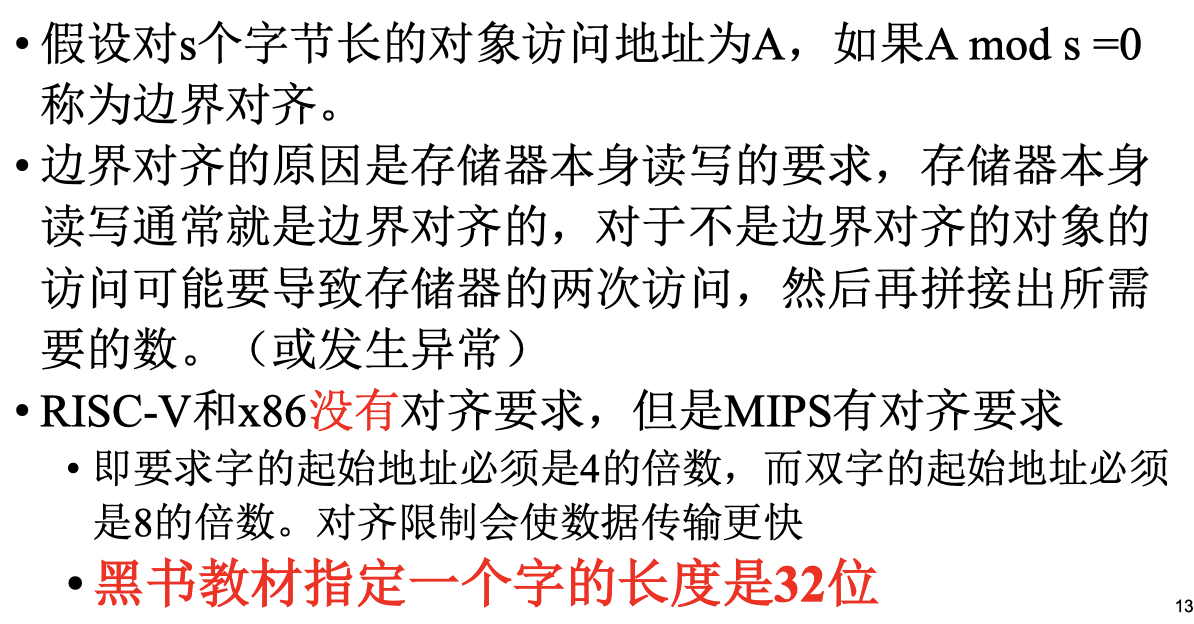 • 假设对s个字节长的对象访问地址为A，如果A mod s =0
称为边界对齐。
• 边界对齐的原因是存储器本身读写的要求，存储器本身
读写通常就是边界对齐的，对于不是边界对齐的对象的
访问可能要导致存储器的两次访问，然后再拼接出所需
要的数。（或发生异常）
• RISC-V和x86没有对齐要求，但是MIPS有对齐要求
• 即要求字的起始地址必须是4的倍数，而双字的起始地址必须
是8的倍数。对齐限制会使数据传输更快
• 黑书教材指定一个字的长度是32位
13